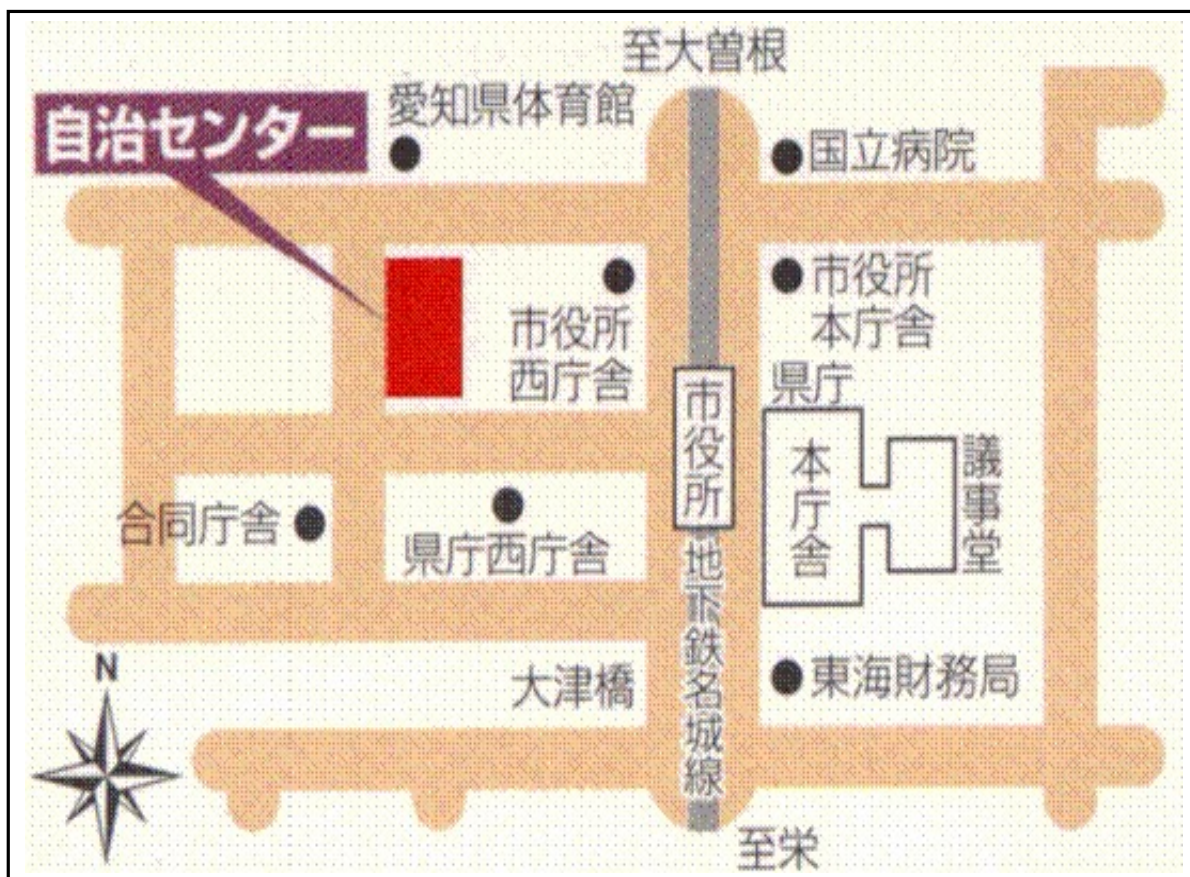 至大曽根
愛知県体育館
自治センター
国立病院
市役所
西庁舎
市役所
本庁舎
県庁
市役所
本庁舎
議事堂
合同庁舎
県庁西庁舎
地下鉄名城線
N
大津橋
東海財務局
至栄